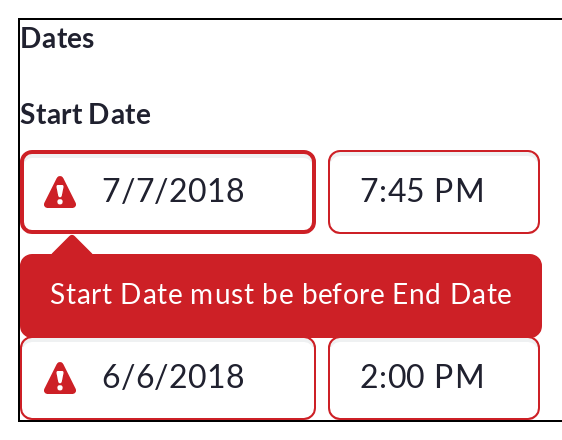 Dates
Start Date
7/7/2018 7:45 PM
Start Date must be before End Date
6/6/2018 2:00 PM